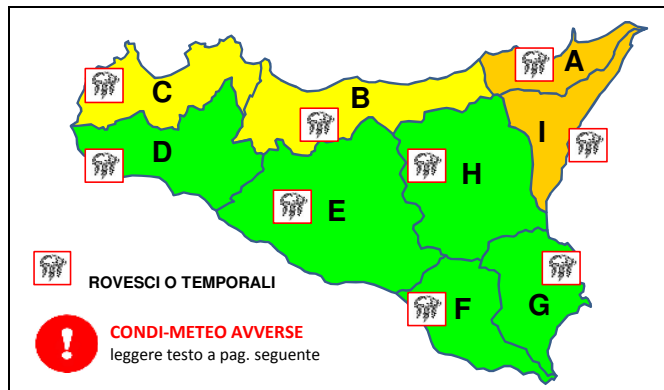 A
C
B
I
D
H
E
ROVESCI O TEMPORALI
F
G
CONDI-METEO AVVERSE
leggere testo a pag. seguente